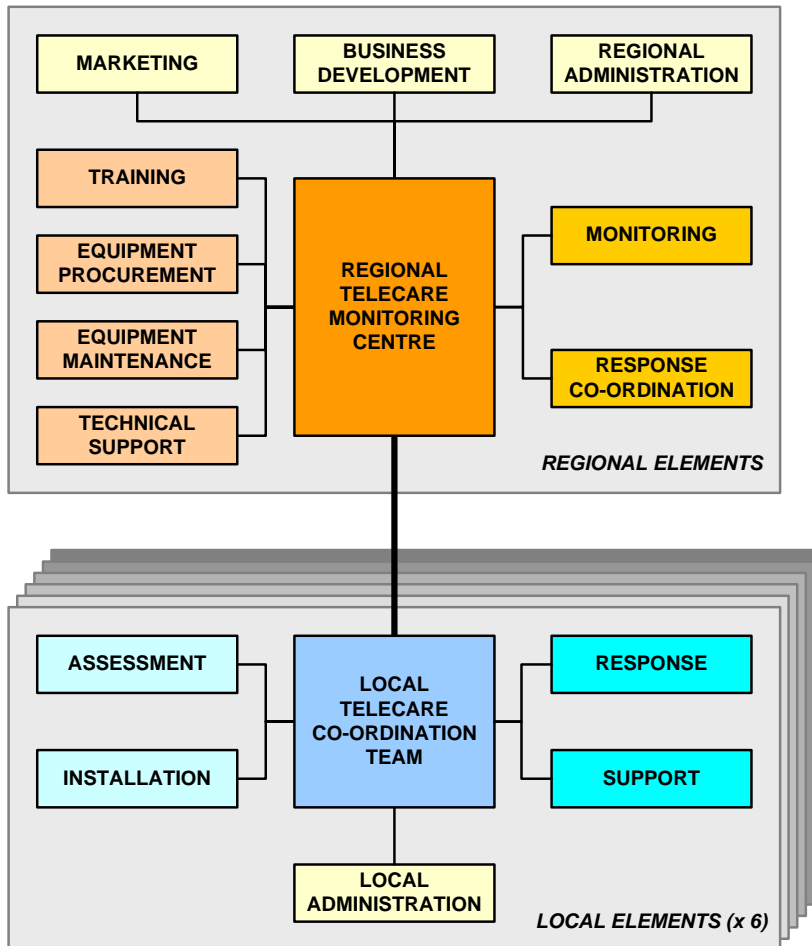 MARKETING
BUSINESS
DEVELOPMENT
REGIONAL
ADMINISTRATION
TRAINING
EQUIPMENT
PROCUREMENT
EQUIPMENT
MAINTENANCE
TECHNICAL
SUPPORT
REGIONAL
TELECARE
MONITORING
CENTRE
MONITORING
RESPONSE
CO-ORDINATION
REGIONAL ELEMENTS
ASSESSMENT
INSTALLATION
LOCAL
TELECARE
CO-ORDINATION
TEAM
RESPONSE
SUPPORT
LOCAL
ADMINISTRATION
LOCAL ELEMENTS (x 6)